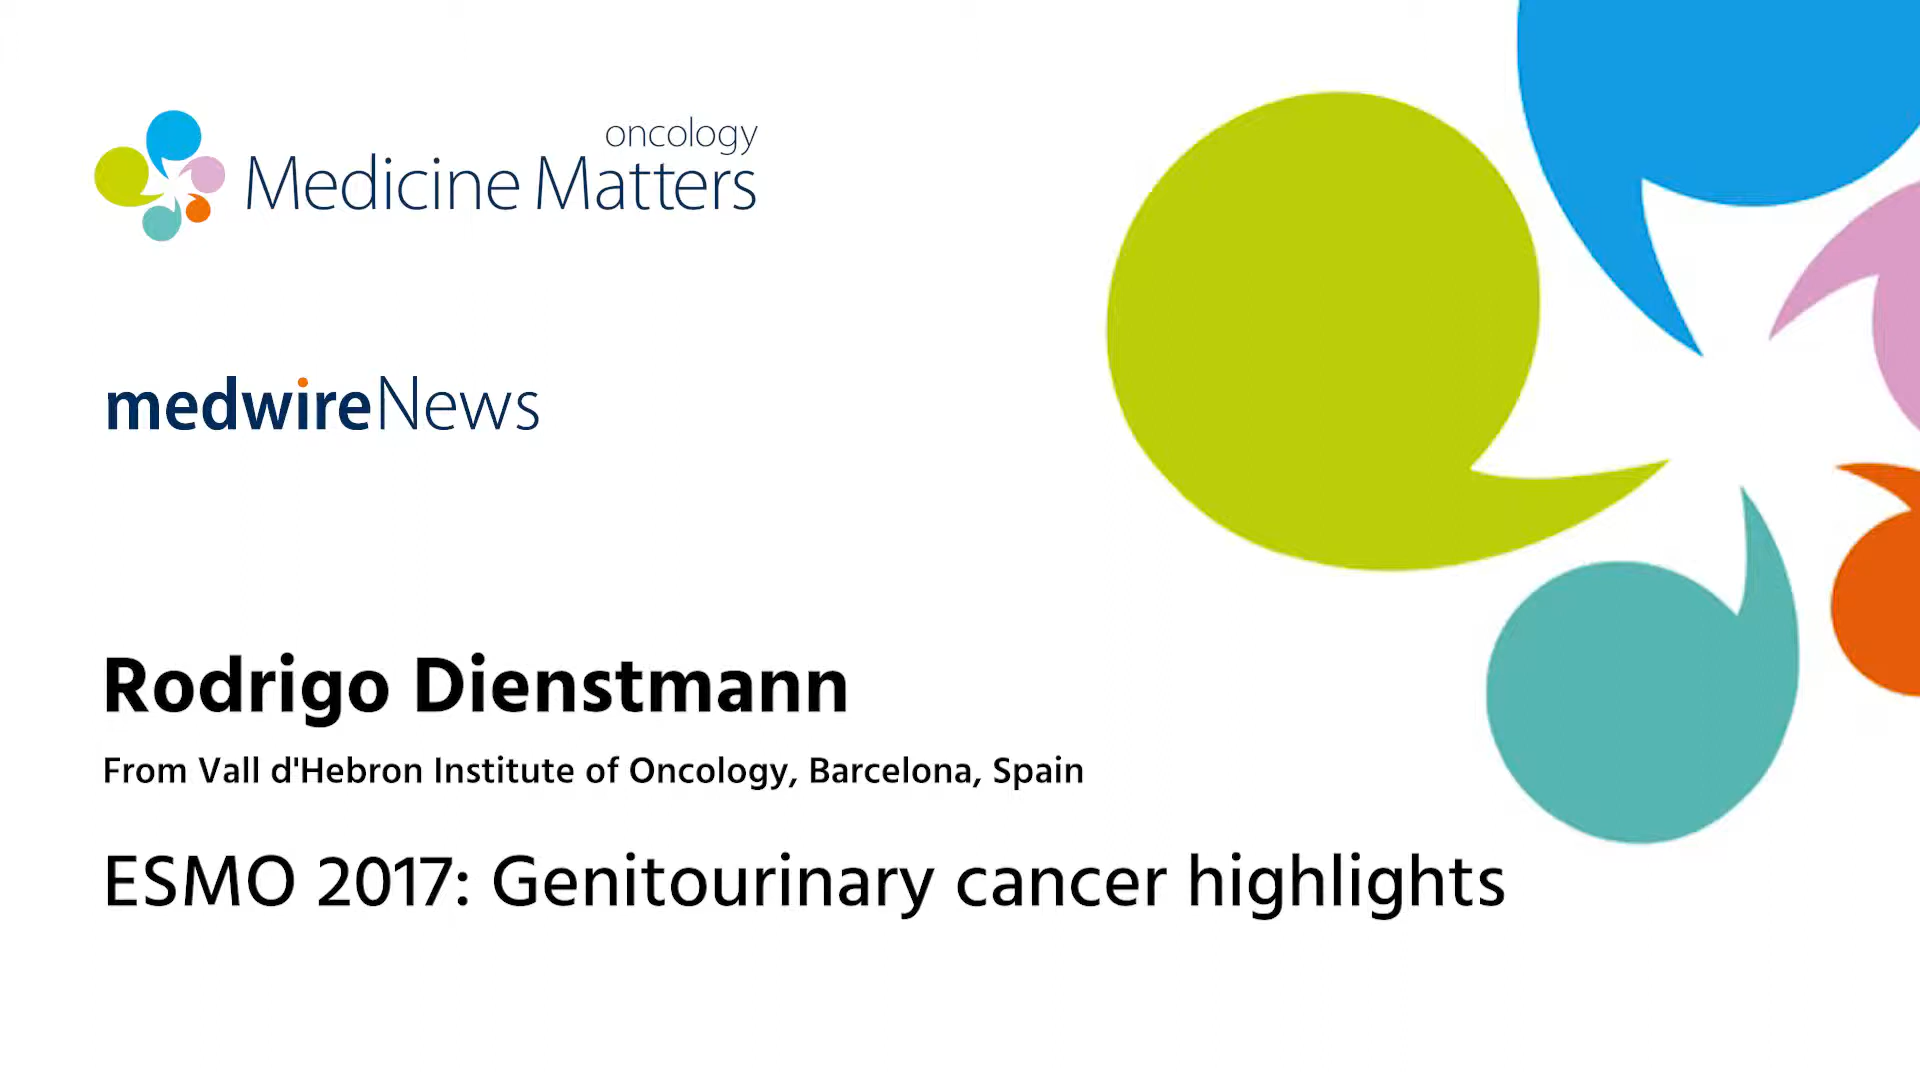 oncology
Medicine Matters
medwireNews
Rodrigo Dienstmann
From Vall d'Hebron Institute of Oncology, Barcelona, Spain
ESMO 2017: Genitourinary cancer highlights